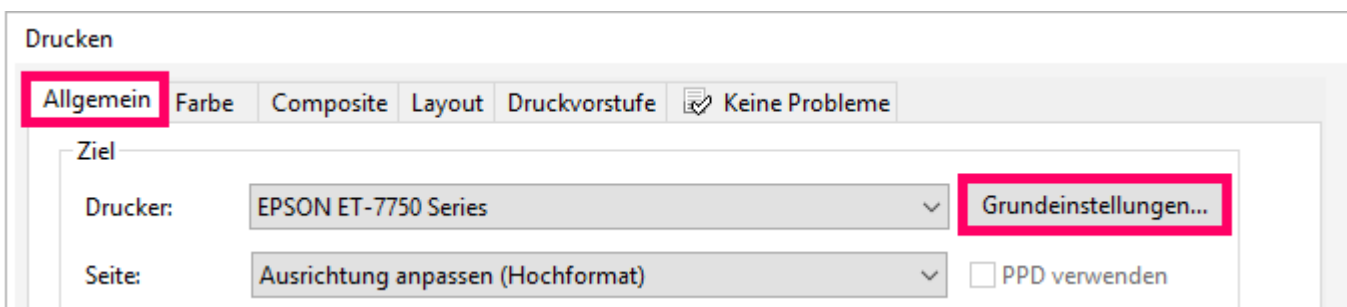 Drucken
Allgemein Farbe Composite Layout Druckvorstufe Keine Probleme
Ziel
Drucker: EPSON ET-7750 Series Grundeinstellungen...
Seite: Ausrichtung anpassen (Hochformat) PPD verwenden